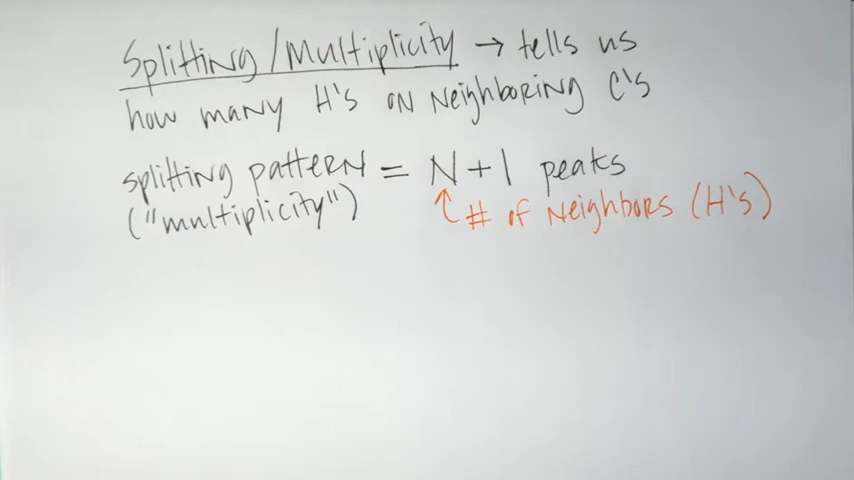 Splitting/Multiplicity → tells us
how many H's on Neighboring C's
splitting pattern = N+1 peaks
("multiplicity") # of Neighbors (H's)